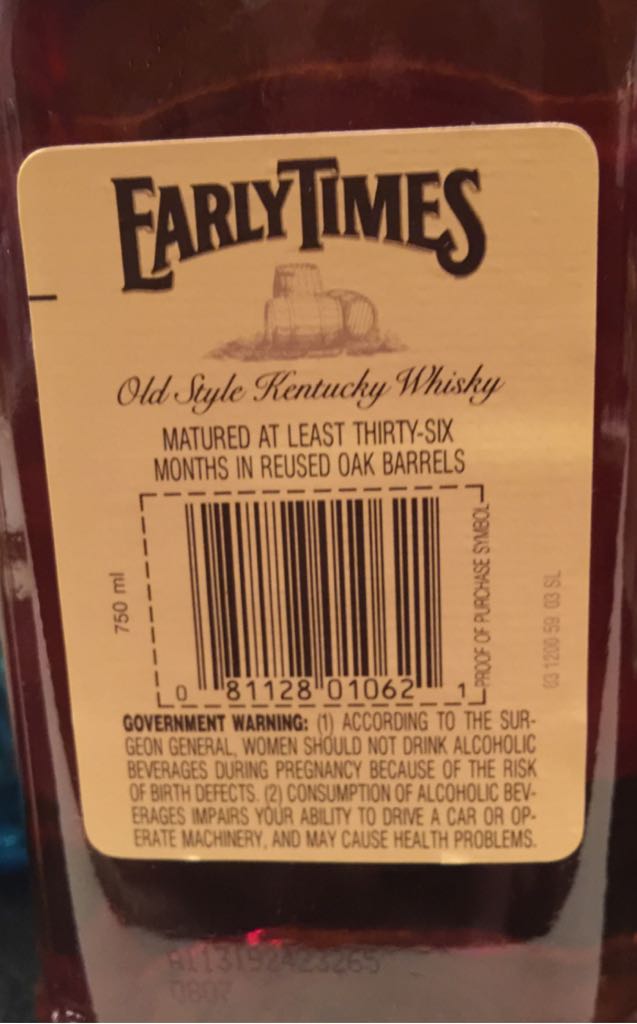 EARLY TIMES
Old Style Kentucky Whisky
MATURED AT LEAST THIRTY-SIX
MONTHS IN REUSED OAK BARRELS
750 ml
PROOF OF PURCHASE SYMBOL
03 1200 59 03 SL
0 81128 01062 1
GOVERNMENT WARNING: (1) ACCORDING TO THE SUR-
GEON GENERAL, WOMEN SHOULD NOT DRINK ALCOHOLIC
BEVERAGES DURING PREGNANCY BECAUSE OF THE RISK
OF BIRTH DEFECTS. (2) CONSUMPTION OF ALCOHOLIC BEV-
ERAGES IMPAIRS YOUR ABILITY TO DRIVE A CAR OR OP-
ERATE MACHINERY, AND MAY CAUSE HEALTH PROBLEMS.